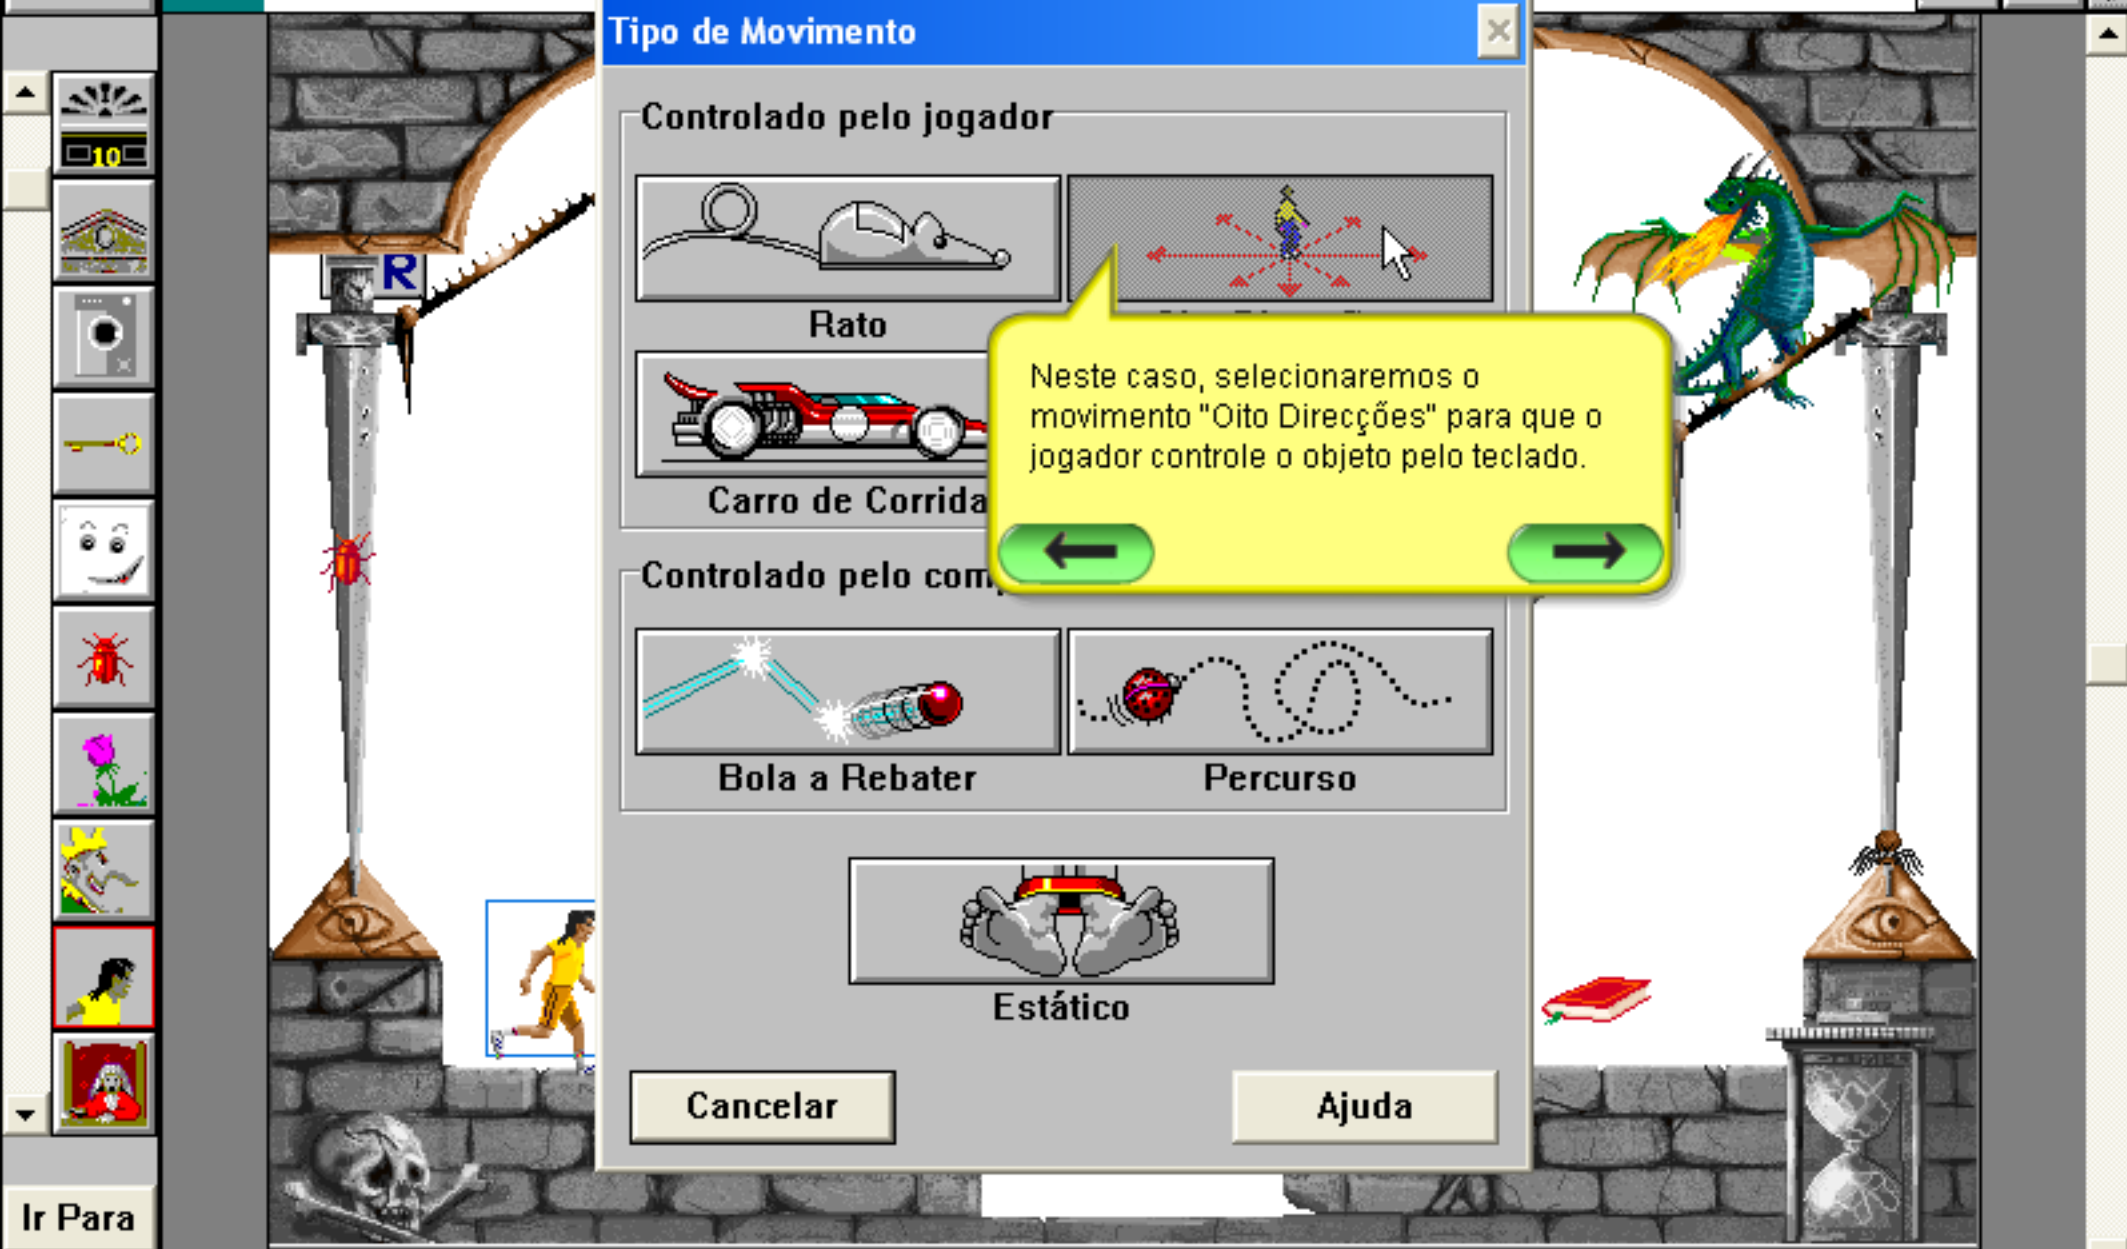 Tipo de Movimento
Controlado pelo jogador
10
R
Rato
Neste caso, selecionaremos o
movimento "Oito Direcções" para que o
jogador controle o objeto pelo teclado.
Carro de Corrida
Controlado pelo
Bola a Rebater
Percurso
Estático
Cancelar
Ajuda
Ir Para